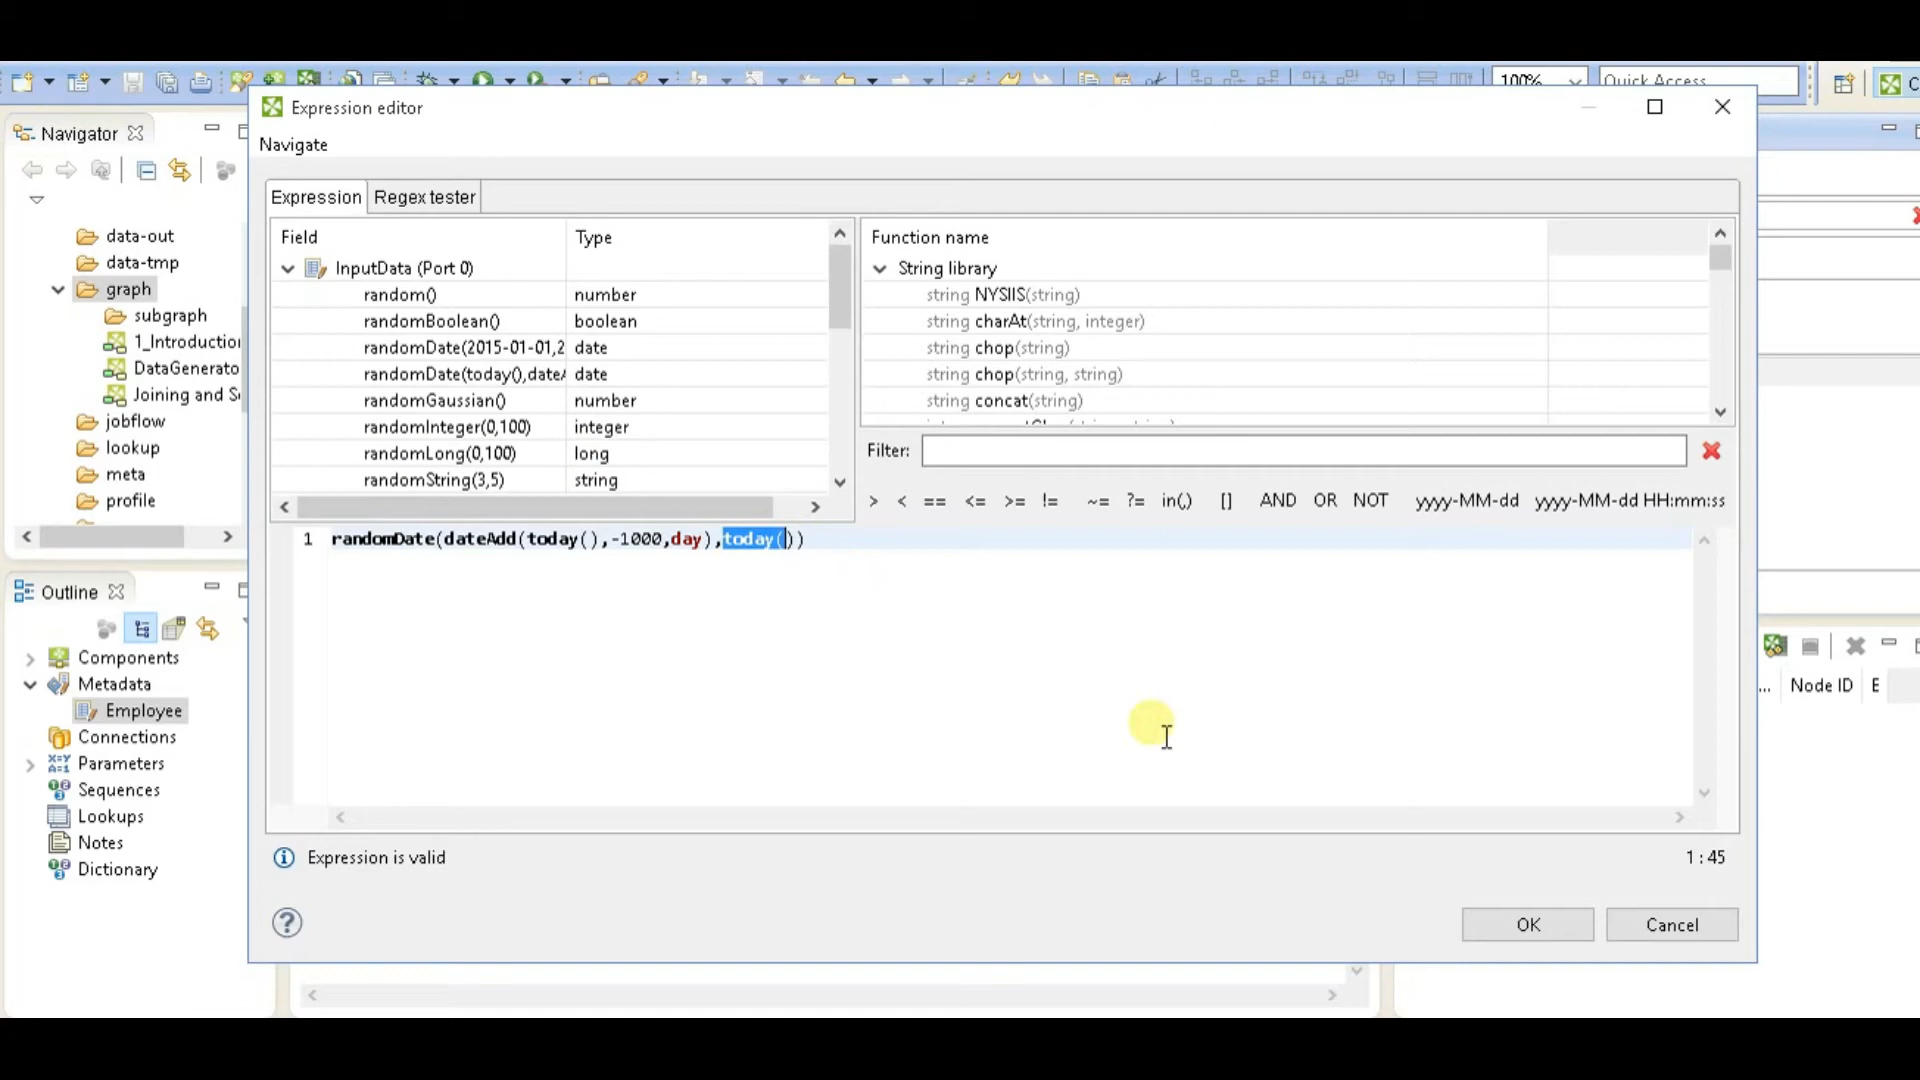 100%
Quick Access
C
Expression editor
Navigate
Navigator
data-out
data-tmp
graph
subgraph
1_Introduction
DataGenerato
Joining and S
jobflow
lookup
meta
profile
Outline
Components
Metadata
Employee
Connections
Parameters
Sequences
Lookups
Notes
Dictionary
Expression
Regex tester
Field
Type
InputData (Port 0)
random()
number
randomBoolean()
boolean
randomDate(2015-01-01,2
date
randomDate(today(),dateA
date
randomGaussian()
number
randomInteger(0,100)
integer
randomLong(0,100)
long
randomString(3,5)
string
Function name
String library
string NYSIIS(string)
string charAt(string, integer)
string chop(string)
string chop(string, string)
string concat(string)
Filter:
> < == <= >= != ~= ?= in(,) [] AND OR NOT yyyy-MM-dd yyyy-MM-dd HH:mm:ss
1 randomDate(dateAdd(today(),-1000,day),today())
Expression is valid
1 : 45
OK
Cancel
... Node ID E